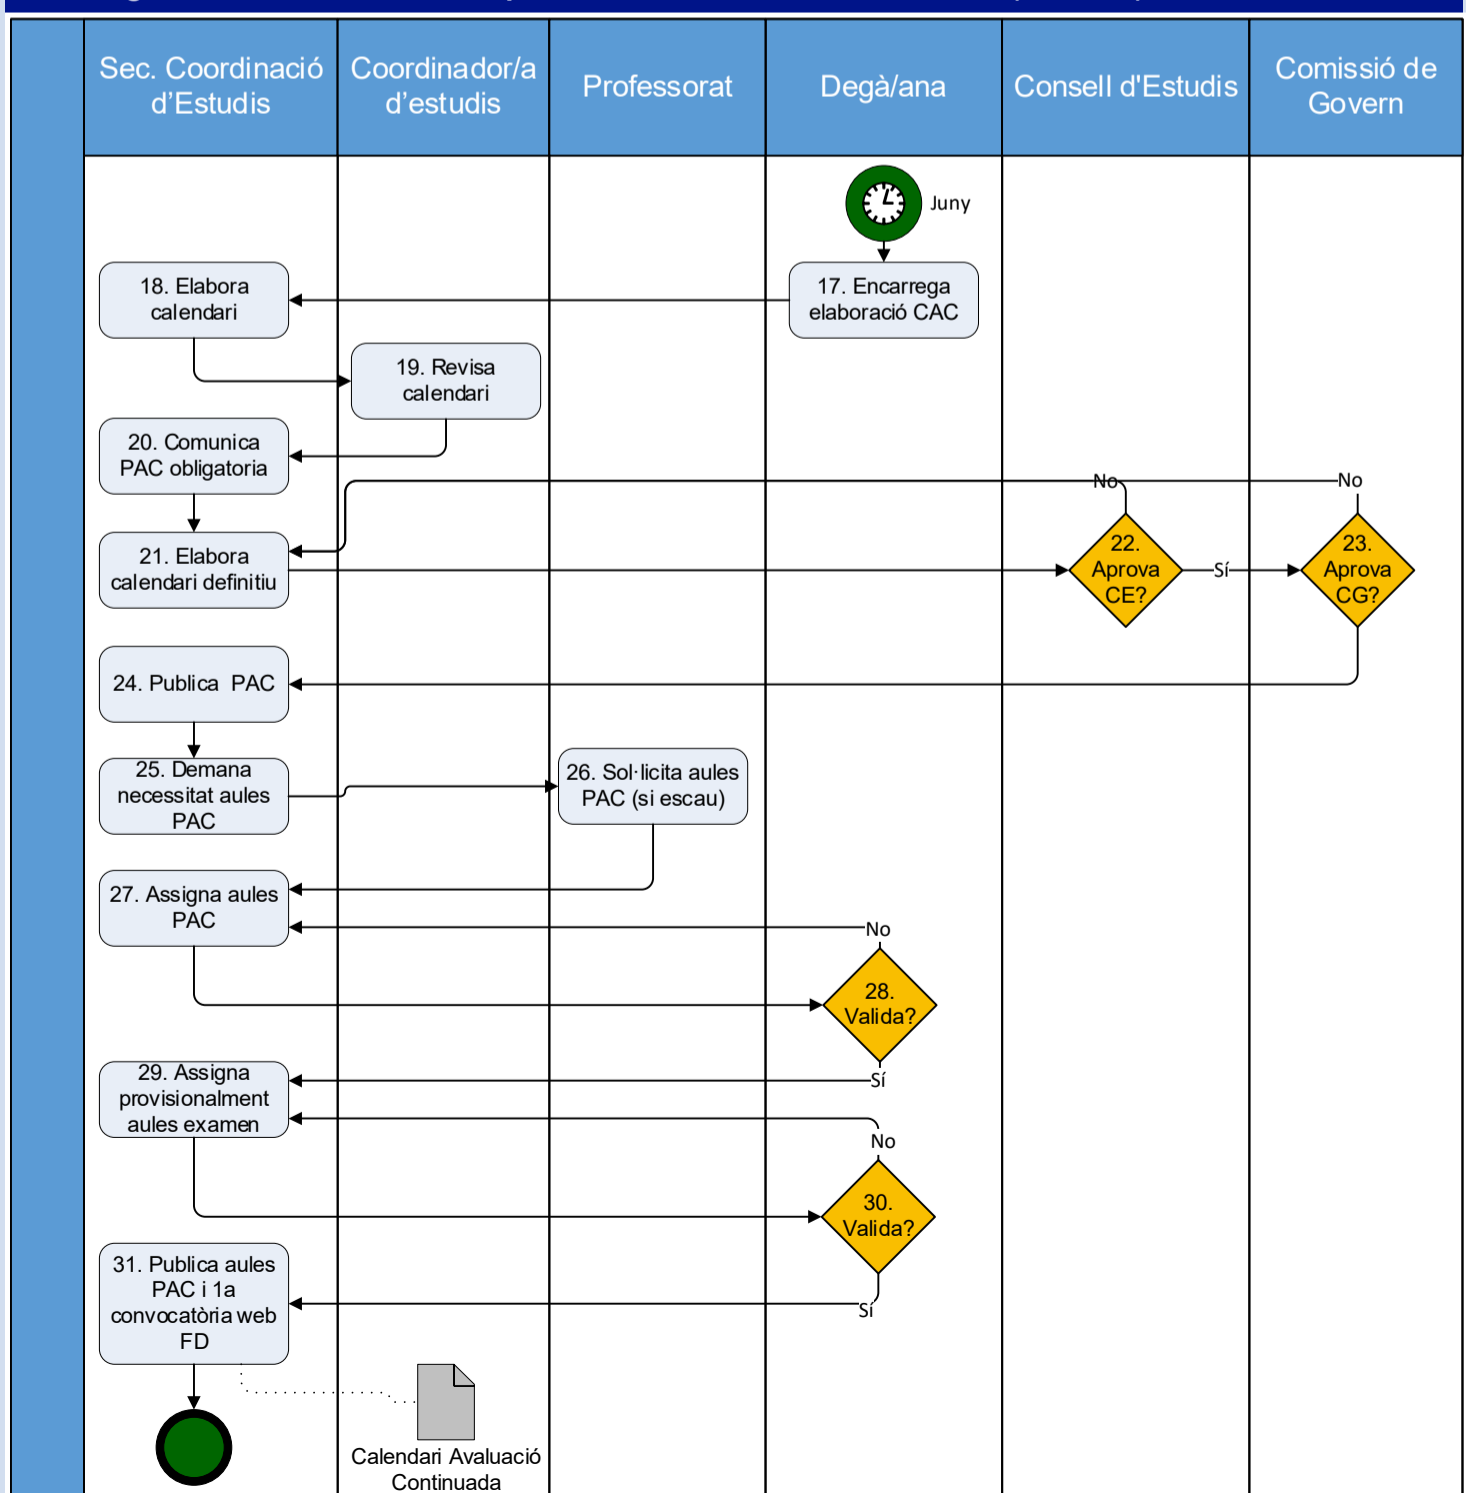 Sec. Coordinació
d’Estudis
Coordinador/a
d’estudis
Professorat
Degà/ana
Consell d'Estudis
Comissió de
Govern
Juny
17. Encarrega
elaboració CAC
18. Elabora
calendari
19. Revisa
calendari
20. Comunica
PAC obligatoria
No
No
21. Elabora
calendari definitiu
22.
Aprova
CE?
Sí
23.
Aprova
CG?
24. Publica PAC
25. Demana
necessitat aules
PAC
26. Sol·licita aules
PAC (si escau)
27. Assigna aules
PAC
No
28.
Valida?
Sí
29. Assigna
provisionalment
aules examen
No
30.
Valida?
Sí
31. Publica aules
PAC i 1a
convocatòria web
FD
Calendari Avaluació
Continuada